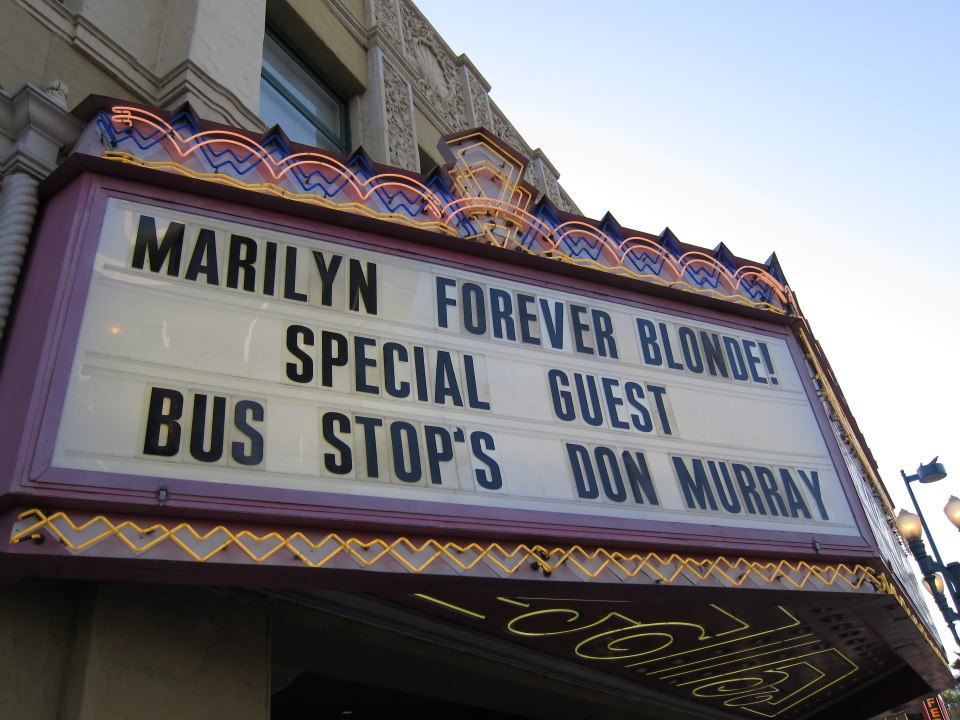 MARILYN FOREVER BLONDE!
SPECIAL GUEST
BUS STOP'S DON MURRAY